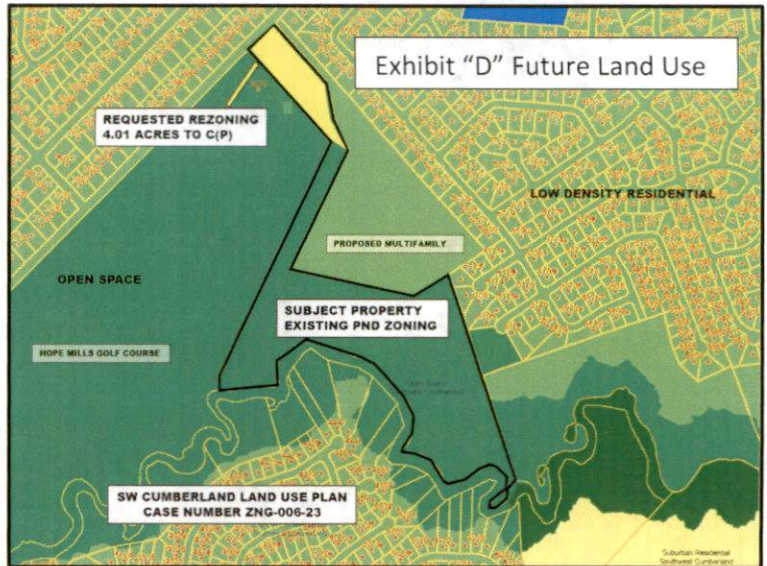 Exhibit "D" Future Land Use
REQUESTED REZONING
4.01 ACRES TO C(P)
LOW DENSITY RESIDENTIAL
PROPOSED MULTIFAMILY
OPEN SPACE
SUBJECT PROPERTY
EXISTING PND ZONING
HOPE MILLS GOLF COURSE
Cumberland
SW CUMBERLAND LAND USE PLAN
CASE NUMBER ZNG-006-23
Suburban Residential
Southwest Cumberland